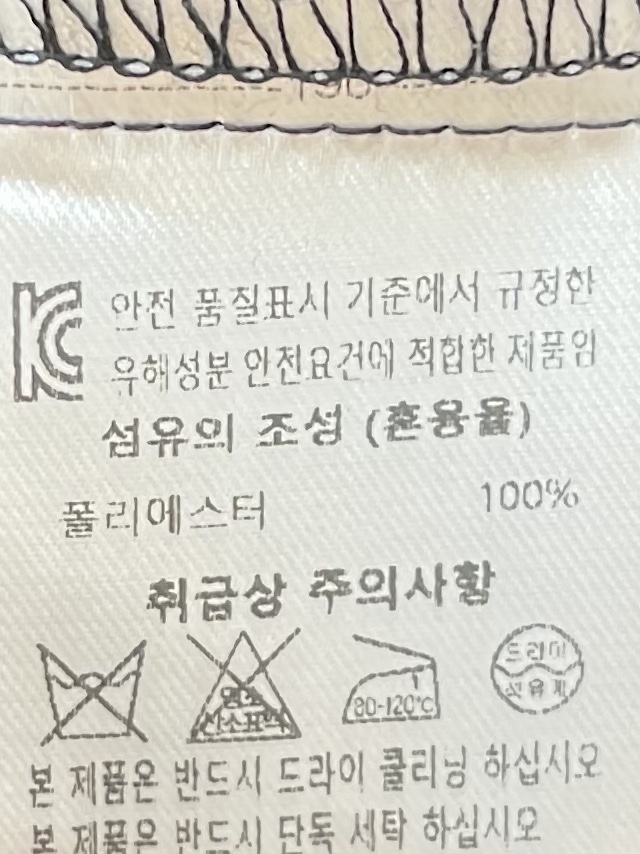 안전 품질표시 기준에서 규정한
유해성분 안전요건에 적합한 제품임
섬유의 조성 (혼용율)
폴리에스터 100%
취급상 주의사항
염소
산소표백
80-120℃
드라이
석유계
본 제품은 반드시 드라이 클리닝 하십시오
본 제품은 반드시 단독 세탁 하십시오